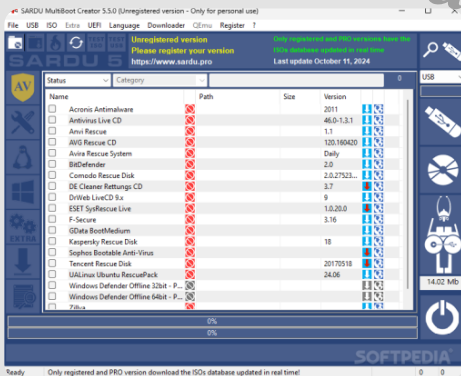 SARDU MultiBoot Creator 5.5.0 (Unregistered version - Only for personal use)
File USB ISO Extra UEFI Language Downloader QEmu Register ?
Unregistered version
Please register your version
https://www.sardu.pro
Only registered and PRO versions have the
ISOs database updated in real time!
Last update October 11, 2024
SARDU 5
AV
Status Category 0
USB
Name Path Size Version
Acronis Antimalware 2011
Antivirus Live CD 46.0-1.3.1
Anvi Rescue 1.1
AVG Rescue CD 120.160420
Avira Rescue System Daily
BitDefender 2.0
Comodo Rescue Disk 2.0.27523...
DE Cleaner Rettungs CD 3.7
DrWeb LiveCD 9.x 9
ESET SysRescue Live 1.0.20.0
F-Secure 3.16
GData BootMedium
Kaspersky Rescue Disk 18
Sophos Bootable Anti-Virus
Tencent Rescue Disk 20170518
UALinux Ubuntu RescuePack 24.06
Windows Defender Offline 32bit - P...
Windows Defender Offline 64bit - P...
Zillya
EXTRA
14.02 Mb
0%
0%
SOFTPEDIA
Ready Only registered and PRO version download the ISOs database updated in real time! 0 0